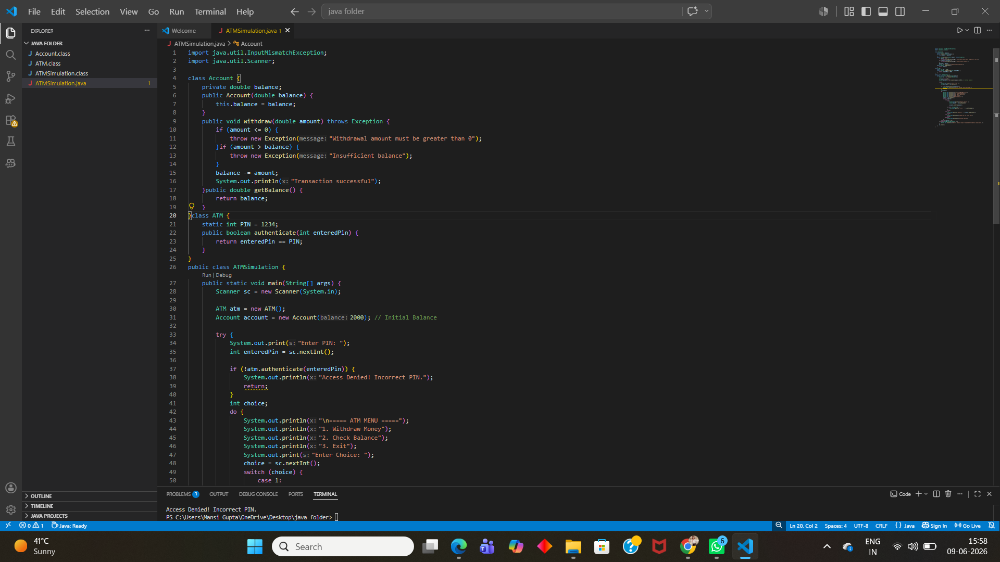 File Edit Selection View Go Run Terminal Help
java folder
EXPLORER
JAVA FOLDER
Account.class
ATM.class
ATMSimulation.class
ATMSimulation.java 1
OUTLINE
TIMELINE
JAVA PROJECTS
Welcome
ATMSimulation.java 1
ATMSimulation.java > Account
1 import java.util.InputMismatchException;
2 import java.util.Scanner;
3
4 class Account {
5 private double balance;
6 public Account(double balance) {
7 this.balance = balance;
8 }
9 public void withdraw(double amount) throws Exception {
10 if (amount <= 0) {
11 throw new Exception(message: "Withdrawal amount must be greater than 0");
12 }if (amount > balance) {
13 throw new Exception(message: "Insufficient balance");
14 }
15 balance -= amount;
16 System.out.println(x: "Transaction successful");
17 }public double getBalance() {
18 return balance;
19 }
20 }class ATM {
21 static int PIN = 1234;
22 public boolean authenticate(int enteredPin) {
23 return enteredPin == PIN;
24 }
25 }
26 public class ATMSimulation {
Run | Debug
27 public static void main(String[] args) {
28 Scanner sc = new Scanner(System.in);
29
30 ATM atm = new ATM();
31 Account account = new Account(balance: 2000); // Initial Balance
32
33 try {
34 System.out.print(s: "Enter PIN: ");
35 int enteredPin = sc.nextInt();
36
37 if (!atm.authenticate(enteredPin)) {
38 System.out.println(x: "Access Denied! Incorrect PIN.");
39 return;
40 }
41 int choice;
42 do {
43 System.out.println(x: "\n===== ATM MENU =====");
44 System.out.println(x: "1. Withdraw Money");
45 System.out.println(x: "2. Check Balance");
46 System.out.println(x: "3. Exit");
47 System.out.print(s: "Enter Choice: ");
48 choice = sc.nextInt();
49 switch (choice) {
50 case 1:
PROBLEMS 1 OUTPUT DEBUG CONSOLE PORTS TERMINAL
Code
Access Denied! Incorrect PIN.
PS C:\Users\Mansi Gupta\OneDrive\Desktop\java folder>
0 1 Java: Ready
Ln 20, Col 2 Spaces: 4 UTF-8 CRLF { } Java Sign In Go Live
41°C
Sunny
Search
6
ENG
IN
15:58
09-06-2026